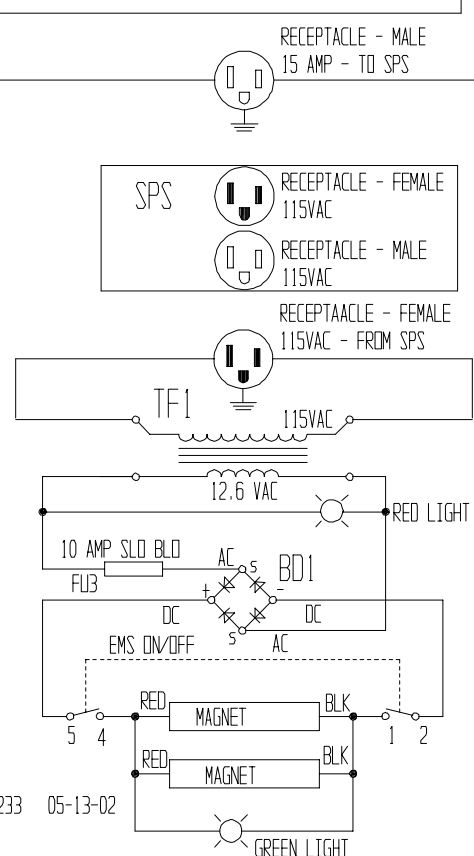 RECEPTACLE - MALE
15 AMP - TO SPS
SPS
RECEPTACLE - FEMALE
115VAC
RECEPTACLE - MALE
115VAC
RECEPTAACLE - FEMALE
115VAC - FROM SPS
TF1
115VAC
12.6 VAC
RED LIGHT
10 AMP SLO BLO
FU3
AC
S
BD1
+
-
DC
DC
S
AC
EMS ON/OFF
RED
MAGNET
BLK
5 4
1 2
RED
MAGNET
BLK
233 05-13-02
GREEN LIGHT